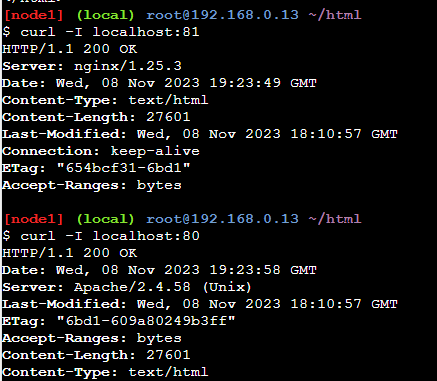 [node1] (local) root@192.168.0.13 ~/html
$ curl -I localhost:81
HTTP/1.1 200 OK
Server: nginx/1.25.3
Date: Wed, 08 Nov 2023 19:23:49 GMT
Content-Type: text/html
Content-Length: 27601
Last-Modified: Wed, 08 Nov 2023 18:10:57 GMT
Connection: keep-alive
ETag: "654bcf31-6bd1"
Accept-Ranges: bytes

[node1] (local) root@192.168.0.13 ~/html
$ curl -I localhost:80
HTTP/1.1 200 OK
Date: Wed, 08 Nov 2023 19:23:58 GMT
Server: Apache/2.4.58 (Unix)
Last-Modified: Wed, 08 Nov 2023 18:10:57 GMT
ETag: "6bd1-609a80249b3ff"
Accept-Ranges: bytes
Content-Length: 27601
Content-Type: text/html